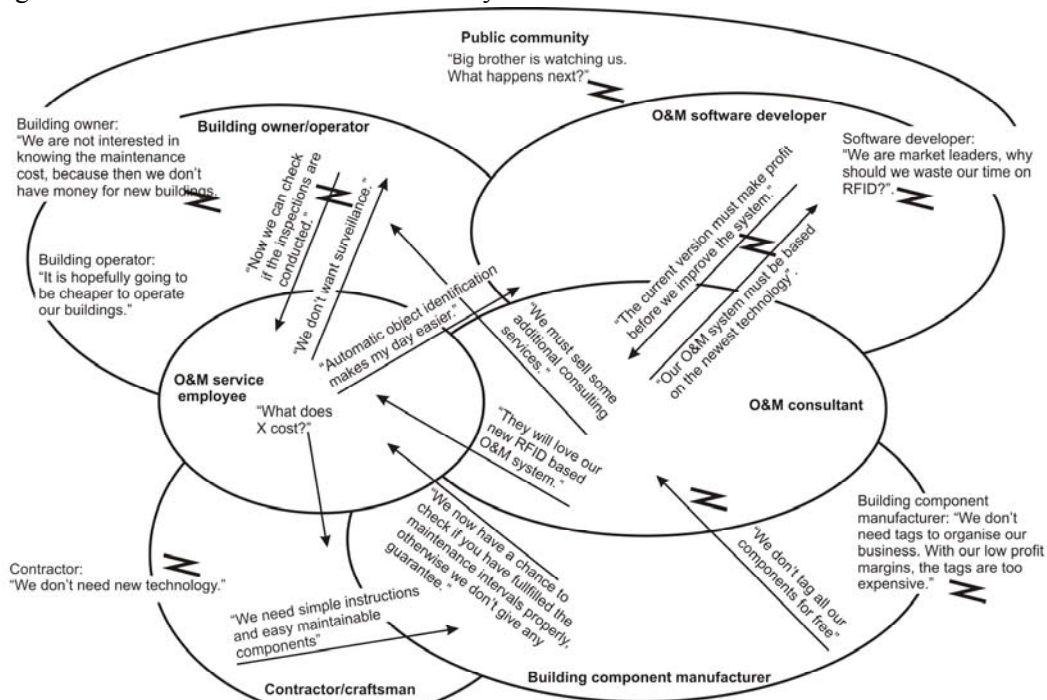 Public community
“Big brother is watching us.
What happens next?”
Building owner:
“We are not interested in
knowing the maintenance
cost, because then we don’t
have money for new buildings.
Building owner/operator
O&M software developer
Software developer:
“We are market leaders, why
should we waste our time on
RFID?”.
“Now we can check
if the inspections are
conducted.”
“We don’t want surveillance.”
“The current version must make profit
before we improve the system.”
“Our O&M system must be based
on the newest technology”.
Building operator:
“It is hopefully going to
be cheaper to operate
our buildings.”
“Automatic object identification
makes my day easier.”
“We must sell some
additional consulting
services.”
O&M service
employee
“What does
X cost?”
O&M consultant
“They will love our
new RFID based
O&M system.”
“We now have a chance to
check if you have fullfilled the
maintenance intervals properly,
otherwise we don’t give any
guarantee.”
“We don’t tag all our
components for free”
Building component
manufacturer: “We don’t
need tags to organise our
business. With our low profit
margins, the tags are too
expensive.”
Contractor:
“We don’t need new technology.”
“We need simple instructions
and easy maintainable
components”
Building component manufacturer
Contractor/craftsman